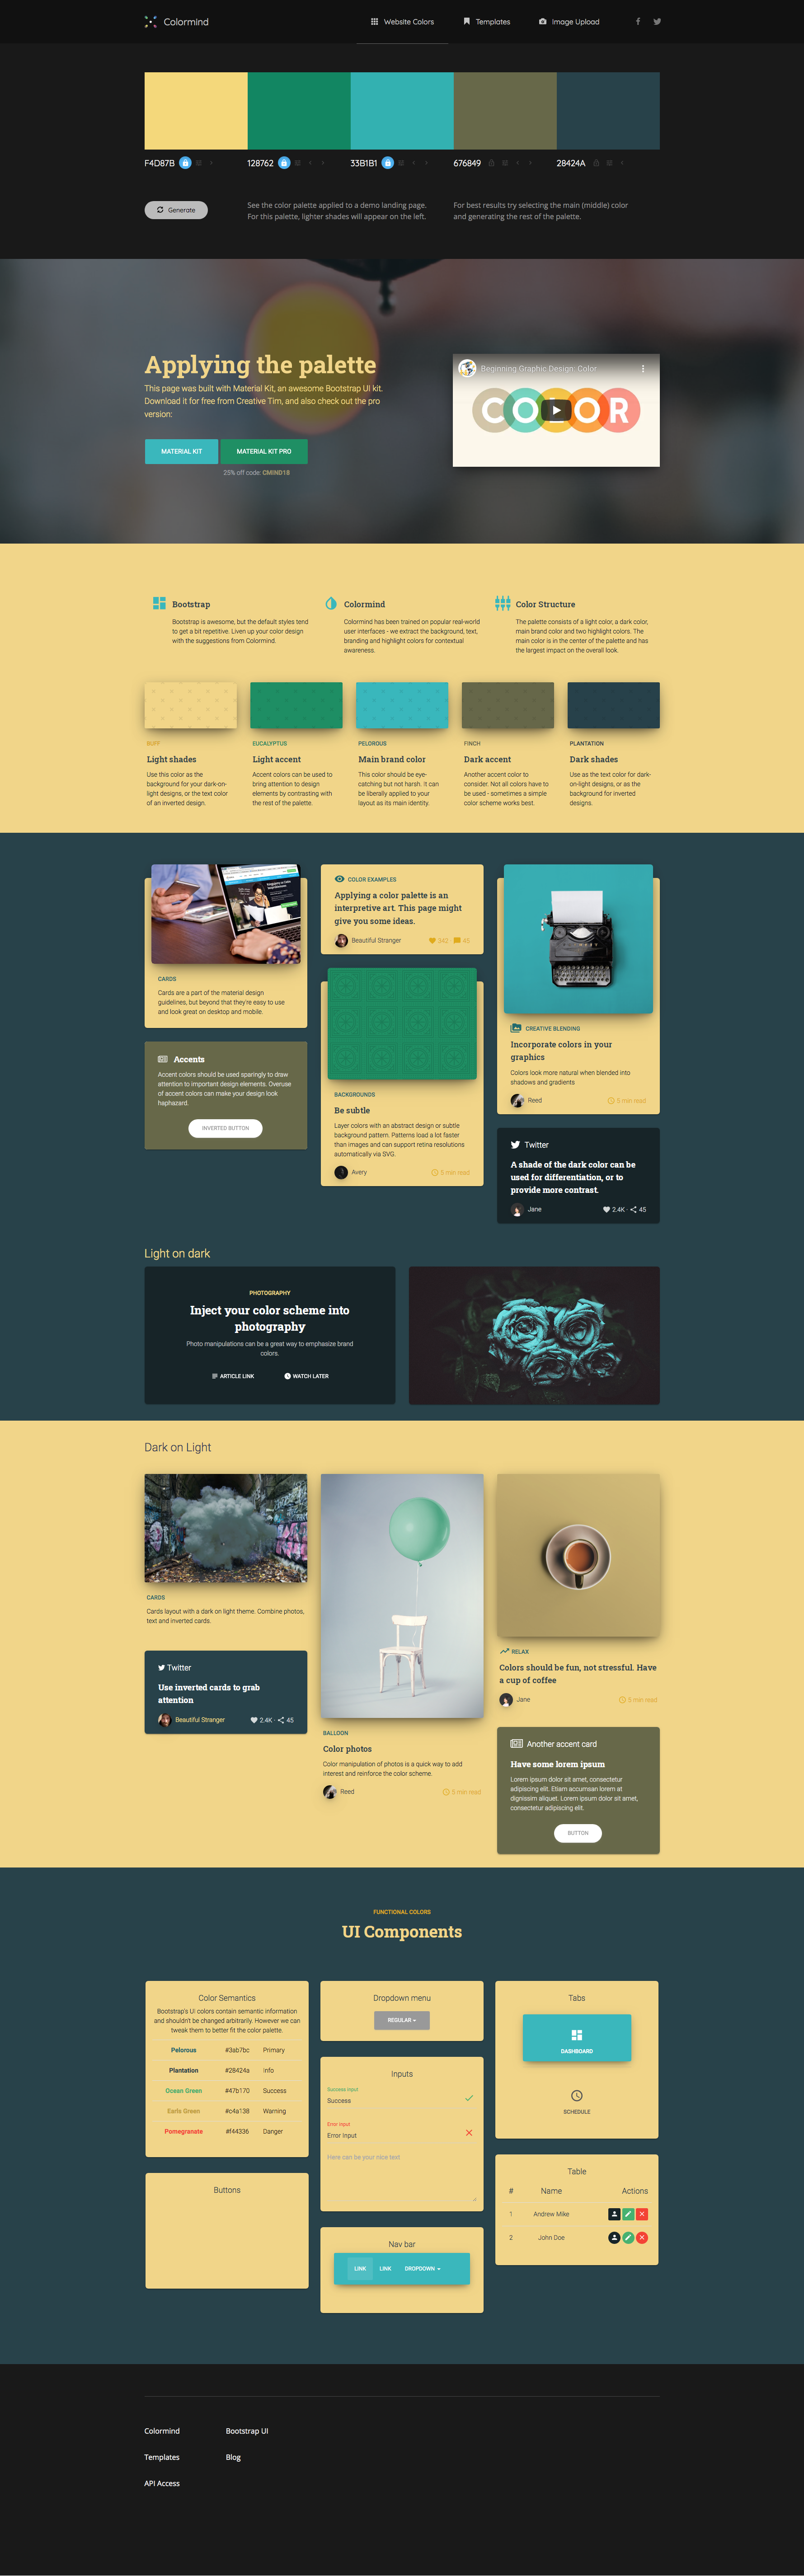 Colormind
Website Colors
Templates
Image Upload
F4D87B
128762
33B1B1
676849
28424A
Generate
See the color palette applied to a demo landing page.
For this palette, lighter shades will appear on the left.
For best results try selecting the main (middle) color
and generating the rest of the palette.
Applying the palette
This page was built with Material Kit, an awesome Bootstrap UI kit.
Download it for free from Creative Tim, and also check out the pro
version:
MATERIAL KIT
MATERIAL KIT PRO
25% off code: CMIND18
Beginning Graphic Design: Color
COLOR
Bootstrap
Bootstrap is awesome, but the default styles tend
to get a bit repetitive. Liven up your color design
with the suggestions from Colormind.
Colormind
Colormind has been trained on popular real-world
user interfaces - we extract the background, text,
branding and highlight colors for contextual
awareness.
Color Structure
The palette consists of a light color, a dark color,
main brand color and two highlight colors. The
main color is in the center of the palette and has
the largest impact on the overall look.
BUFF
Light shades
Use this color as the
background for your dark-on-
light designs, or the text color
of an inverted design.
EUCALYPTUS
Light accent
Accent colors can be used to
bring attention to design
elements by contrasting with
the rest of the palette.
PELOROUS
Main brand color
This color should be eye-
catching but not harsh. It can
be liberally applied to your
layout as its main identity.
FINCH
Dark accent
Another accent color to
consider. Not all colors have to
be used - sometimes a simple
color scheme works best.
PLANTATION
Dark shades
Use as the text color for dark-
on-light designs, or as the
background for inverted
designs.
CARDS
Cards are a part of the material design
guidelines, but beyond that they're easy to use
and look great on desktop and mobile.
Accents
Accent colors should be used sparingly to draw
attention to important design elements. Overuse
of accent colors can make your design look
haphazard.
INVERTED BUTTON
COLOR EXAMPLES
Applying a color palette is an
interpretive art. This page might
give you some ideas.
Beautiful Stranger
342 · 45
BACKGROUNDS
Be subtle
Layer colors with an abstract design or subtle
background pattern. Patterns load a lot faster
than images and can support retina resolutions
automatically via SVG.
Avery
5 min read
CREATIVE BLENDING
Incorporate colors in your
graphics
Colors look more natural when blended into
shadows and gradients
Reed
5 min read
Twitter
A shade of the dark color can be
used for differentiation, or to
provide more contrast.
Jane
2.4K · 45
Light on dark
PHOTOGRAPHY
Inject your color scheme into
photography
Photo manipulations can be a great way to emphasize brand
colors.
ARTICLE LINK
WATCH LATER
Dark on Light
CARDS
Cards layout with a dark on light theme. Combine photos,
text and inverted cards.
Twitter
Use inverted cards to grab
attention
Beautiful Stranger
2.4K · 45
BALLOON
Color photos
Color manipulation of photos is a quick way to add
interest and reinforce the color scheme.
Reed
5 min read
RELAX
Colors should be fun, not stressful. Have
a cup of coffee
Jane
5 min read
Another accent card
Have some lorem ipsum
Lorem ipsum dolor sit amet, consectetur
adipiscing elit. Etiam accumsan lorem at
dignissim aliquet. Lorem ipsum dolor sit amet,
consectetur adipiscing elit.
BUTTON
FUNCTIONAL COLORS
UI Components
Color Semantics
Bootstrap's UI colors contain semantic information
and shouldn't be changed arbitrarily. However we can
tweak them to better fit the color palette.
Pelorous #3ab7bc Primary
Plantation #28424a Info
Ocean Green #47b170 Success
Earls Green #c4a138 Warning
Pomegranate #f44336 Danger
Buttons
Dropdown menu
REGULAR
Inputs
Success input
Success
Error input
Error Input
Here can be your nice text
Nav bar
LINK
LINK
DROPDOWN
Tabs
DASHBOARD
SCHEDULE
Table
# Name Actions
1 Andrew Mike
2 John Doe
Colormind
Bootstrap UI
Templates
Blog
API Access